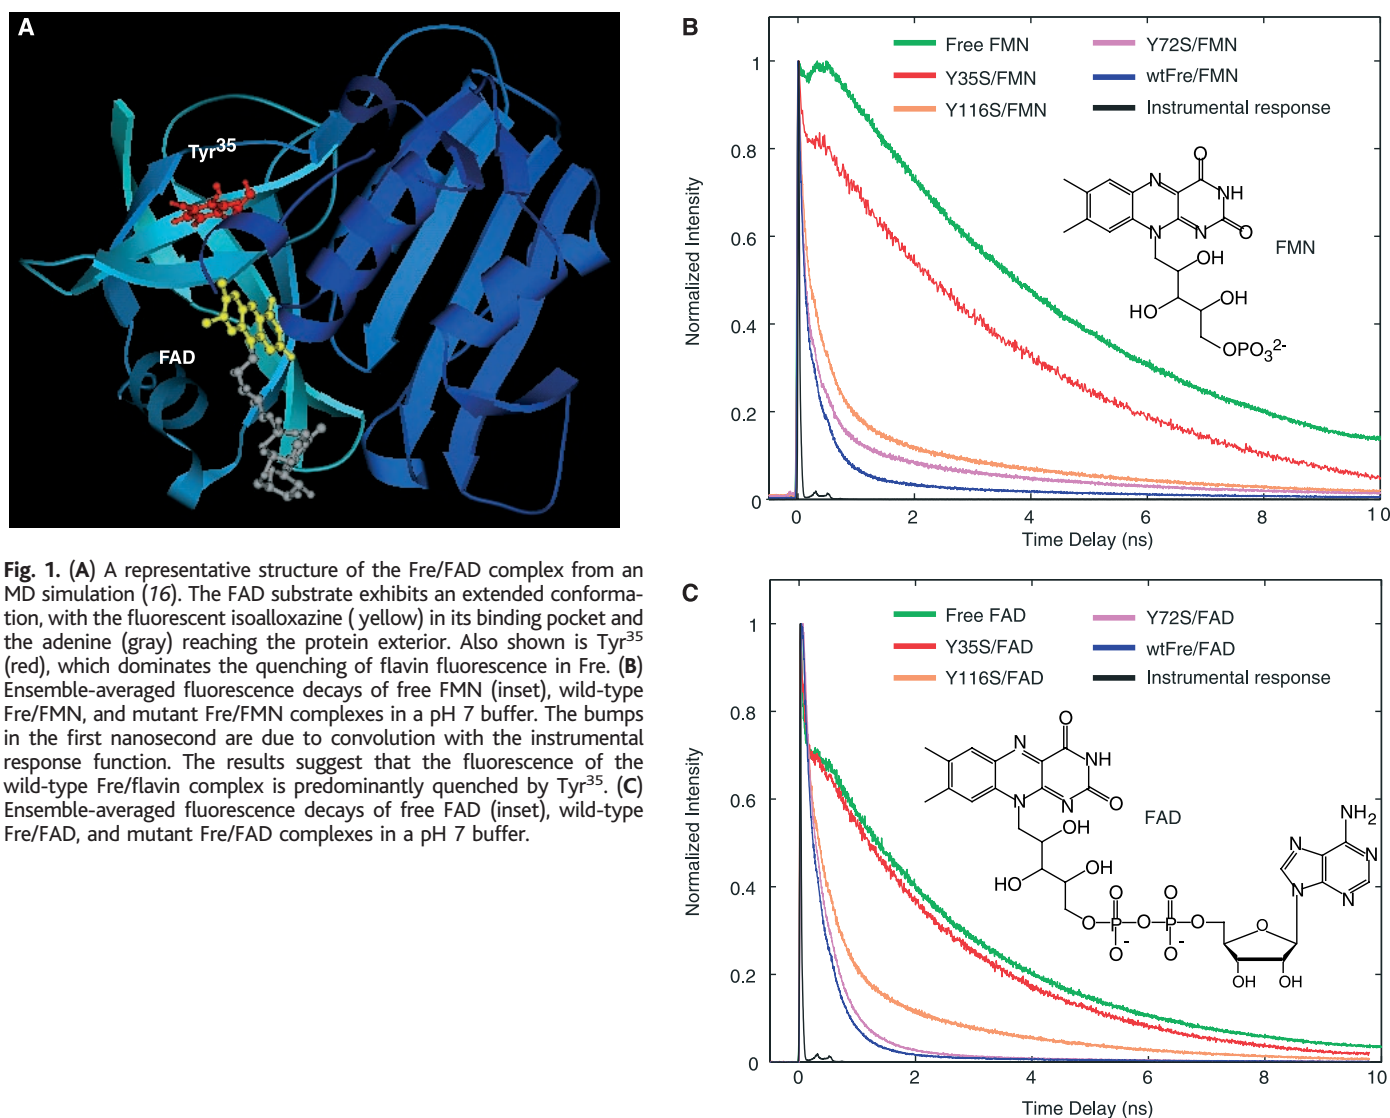 A
Tyr35
FAD
Fig. 1. (A) A representative structure of the Fre/FAD complex from an
MD simulation (16). The FAD substrate exhibits an extended conforma-
tion, with the fluorescent isoalloxazine (yellow) in its binding pocket and
the adenine (gray) reaching the protein exterior. Also shown is Tyr35
(red), which dominates the quenching of flavin fluorescence in Fre. (B)
Ensemble-averaged fluorescence decays of free FMN (inset), wild-type
Fre/FMN, and mutant Fre/FMN complexes in a pH 7 buffer. The bumps
in the first nanosecond are due to convolution with the instrumental
response function. The results suggest that the fluorescence of the
wild-type Fre/flavin complex is predominantly quenched by Tyr35. (C)
Ensemble-averaged fluorescence decays of free FAD (inset), wild-type
Fre/FAD, and mutant Fre/FAD complexes in a pH 7 buffer.
B
Free FMN
Y35S/FMN
Y116S/FMN
Y72S/FMN
wtFre/FMN
Instrumental response
Normalized Intensity
1
0.8
0.6
0.4
0.2
0
O
N
NH
N
N
O
OH
HO
OH
OPO32-
FMN
0 2 4 6 8 10
Time Delay (ns)
C
Free FAD
Y35S/FAD
Y116S/FAD
Y72S/FAD
wtFre/FAD
Instrumental response
Normalized Intensity
1
0.8
0.6
0.4
0.2
0
O
N
NH
N
N
O
OH
HO
OH
FAD
O O
O-P-O-P-O
O- O-
O
OH OH
NH2
N
N
N
N
0 2 4 6 8 10
Time Delay (ns)